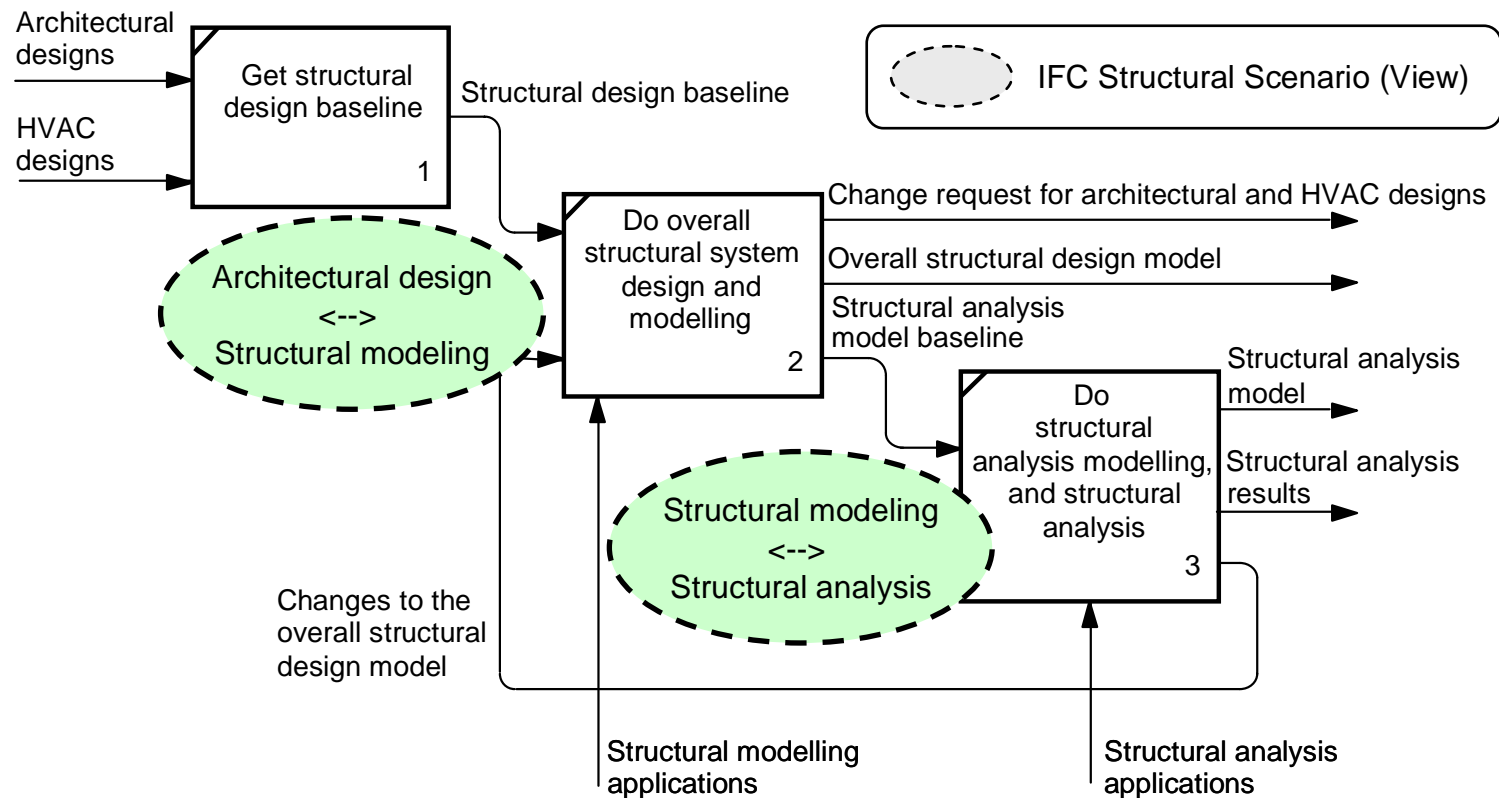 Architectural
designs
HVAC
designs
Get structural
design baseline
1
Structural design baseline
IFC Structural Scenario (View)
Do overall
structural system
design and
modelling
2
Change request for architectural and HVAC designs
Overall structural design model
Structural analysis
model baseline
Architectural design
<-->
Structural modeling
Do
structural
analysis modelling,
and structural
analysis
3
Structural analysis
model
Structural analysis
results
Structural modeling
<-->
Structural analysis
Changes to the
overall structural
design model
Structural modelling
applications
Structural analysis
applications